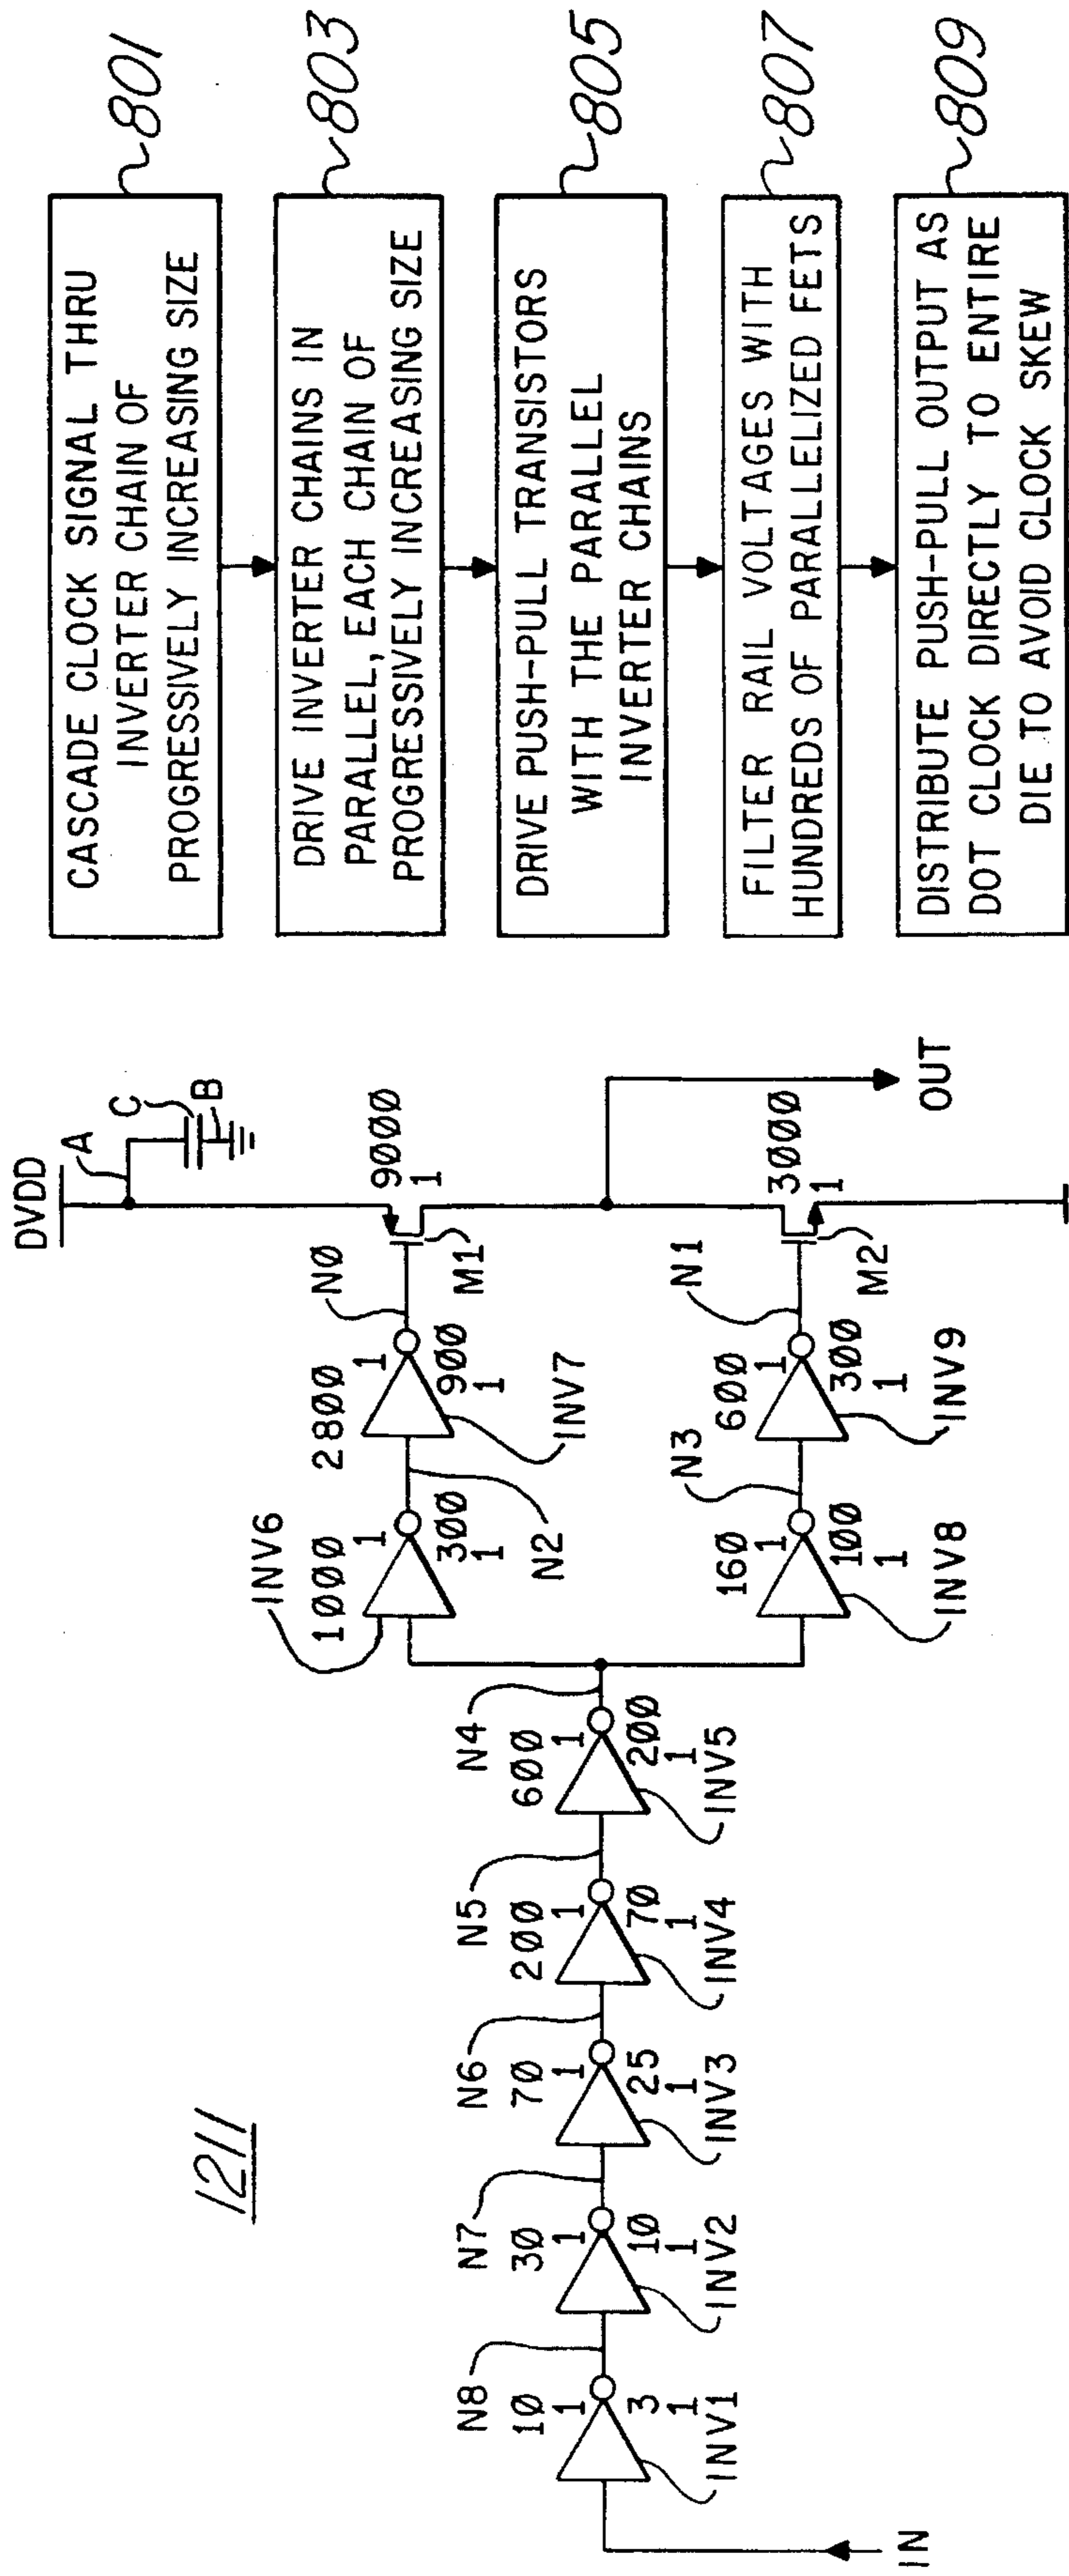 1211
IN
INV1
10
1
3
1
N8
INV2
30
1
10
1
N7
INV3
70
1
25
1
N6
INV4
200
1
70
1
N5
INV5
600
1
200
1
N4
INV6
1000
1
300
1
N2
INV7
2800
1
900
1
NØ
INV8
160
1
100
1
N3
INV9
600
1
300
1
N1
DVDD
A
C
B
9000
1
M1
3000
1
M2
OUT
CASCADE CLOCK SIGNAL THRU
INVERTER CHAIN OF
PROGRESSIVELY INCREASING SIZE
801
DRIVE INVERTER CHAINS IN
PARALLEL, EACH CHAIN OF
PROGRESSIVELY INCREASING SIZE
803
DRIVE PUSH-PULL TRANSISTORS
WITH THE PARALLEL
INVERTER CHAINS
805
FILTER RAIL VOLTAGES WITH
HUNDREDS OF PARALLELIZED FETS
807
DISTRIBUTE PUSH-PULL OUTPUT AS
DOT CLOCK DIRECTLY TO ENTIRE
DIE TO AVOID CLOCK SKEW
809